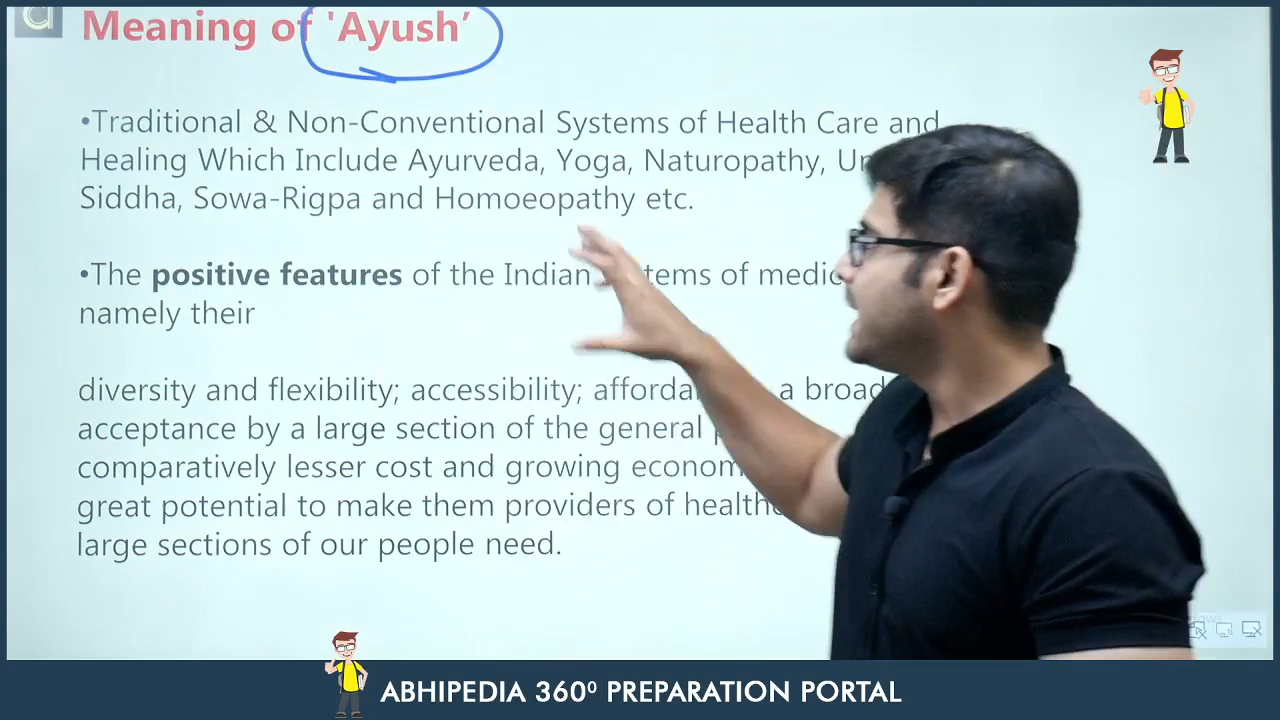 Meaning of 'Ayush’
•Traditional & Non-Conventional Systems of Health Care and
Healing Which Include Ayurveda, Yoga, Naturopathy,
Siddha, Sowa-Rigpa and Homoeopathy etc.
•The positive features of the Indian of
namely their
diversity and flexibility; accessibility; a broad
acceptance by a large section of the general
comparatively lesser cost and growing
great potential to make them providers of
large sections of our people need.
ABHIPEDIA 360⁰ PREPARATION PORTAL